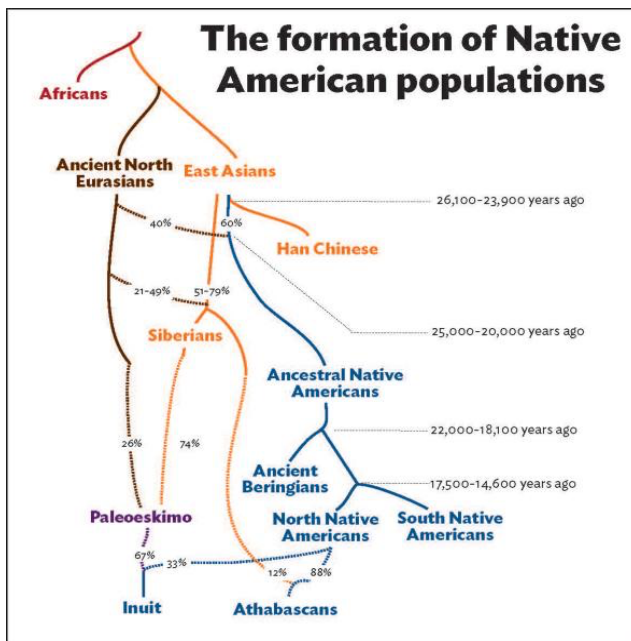 The formation of Native
American populations
Africans
Ancient North
Eurasians
East Asians
26,100–23,900 years ago
40%
60%
Han Chinese
21–49%
51–79%
25,000–20,000 years ago
Siberians
Ancestral Native
Americans
22,000–18,100 years ago
26%
74%
Ancient
Beringians
17,500–14,600 years ago
Paleoeskimo
North Native
Americans
South Native
Americans
67%
33%
12%
88%
Inuit
Athabascans